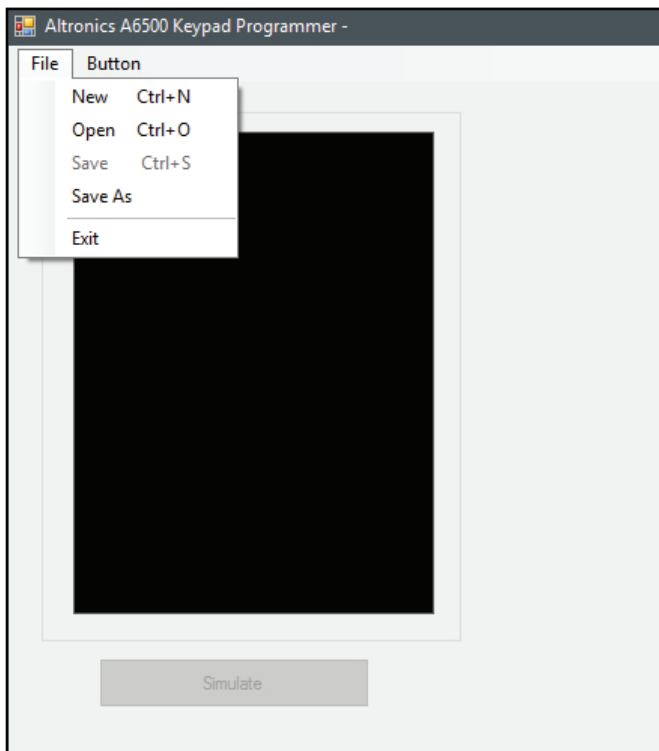 Altronics A6500 Keypad Programmer -
File Button
New Ctrl+N
Open Ctrl+O
Save Ctrl+S
Save As
Exit
Simulate